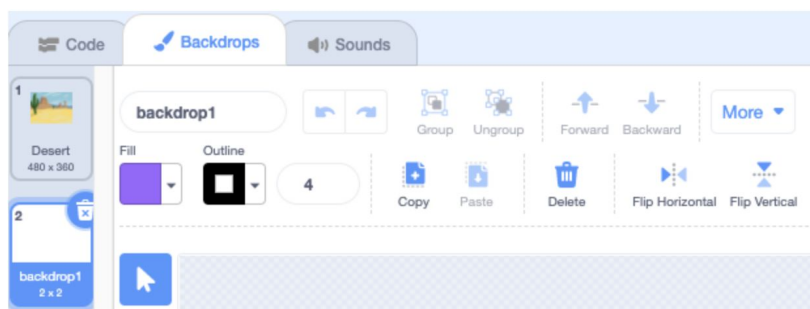 Code
Backdrops
Sounds
1
Desert
480 x 360
2
backdrop1
2 x 2
backdrop1
Group
Ungroup
Forward
Backward
More
Fill
Outline
4
Copy
Paste
Delete
Flip Horizontal
Flip Vertical